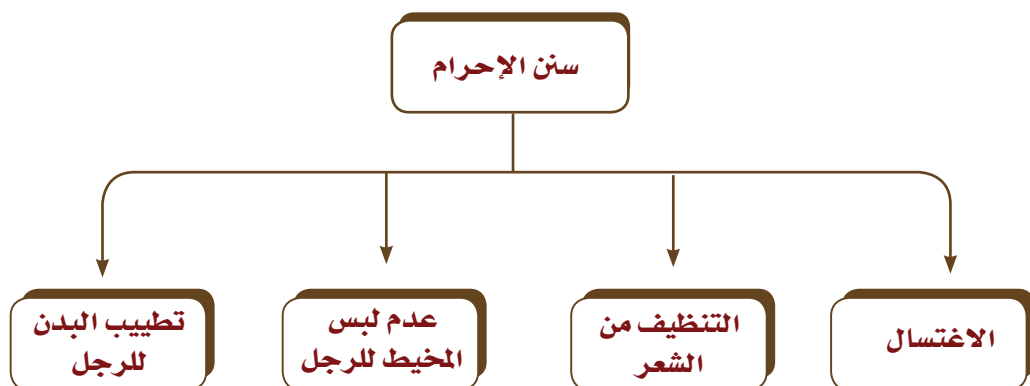 سنن الإحرام
الاغتسال
التنظيف من
الشعر
عدم لبس
المخيط للرجل
تطييب البدن
للرجل